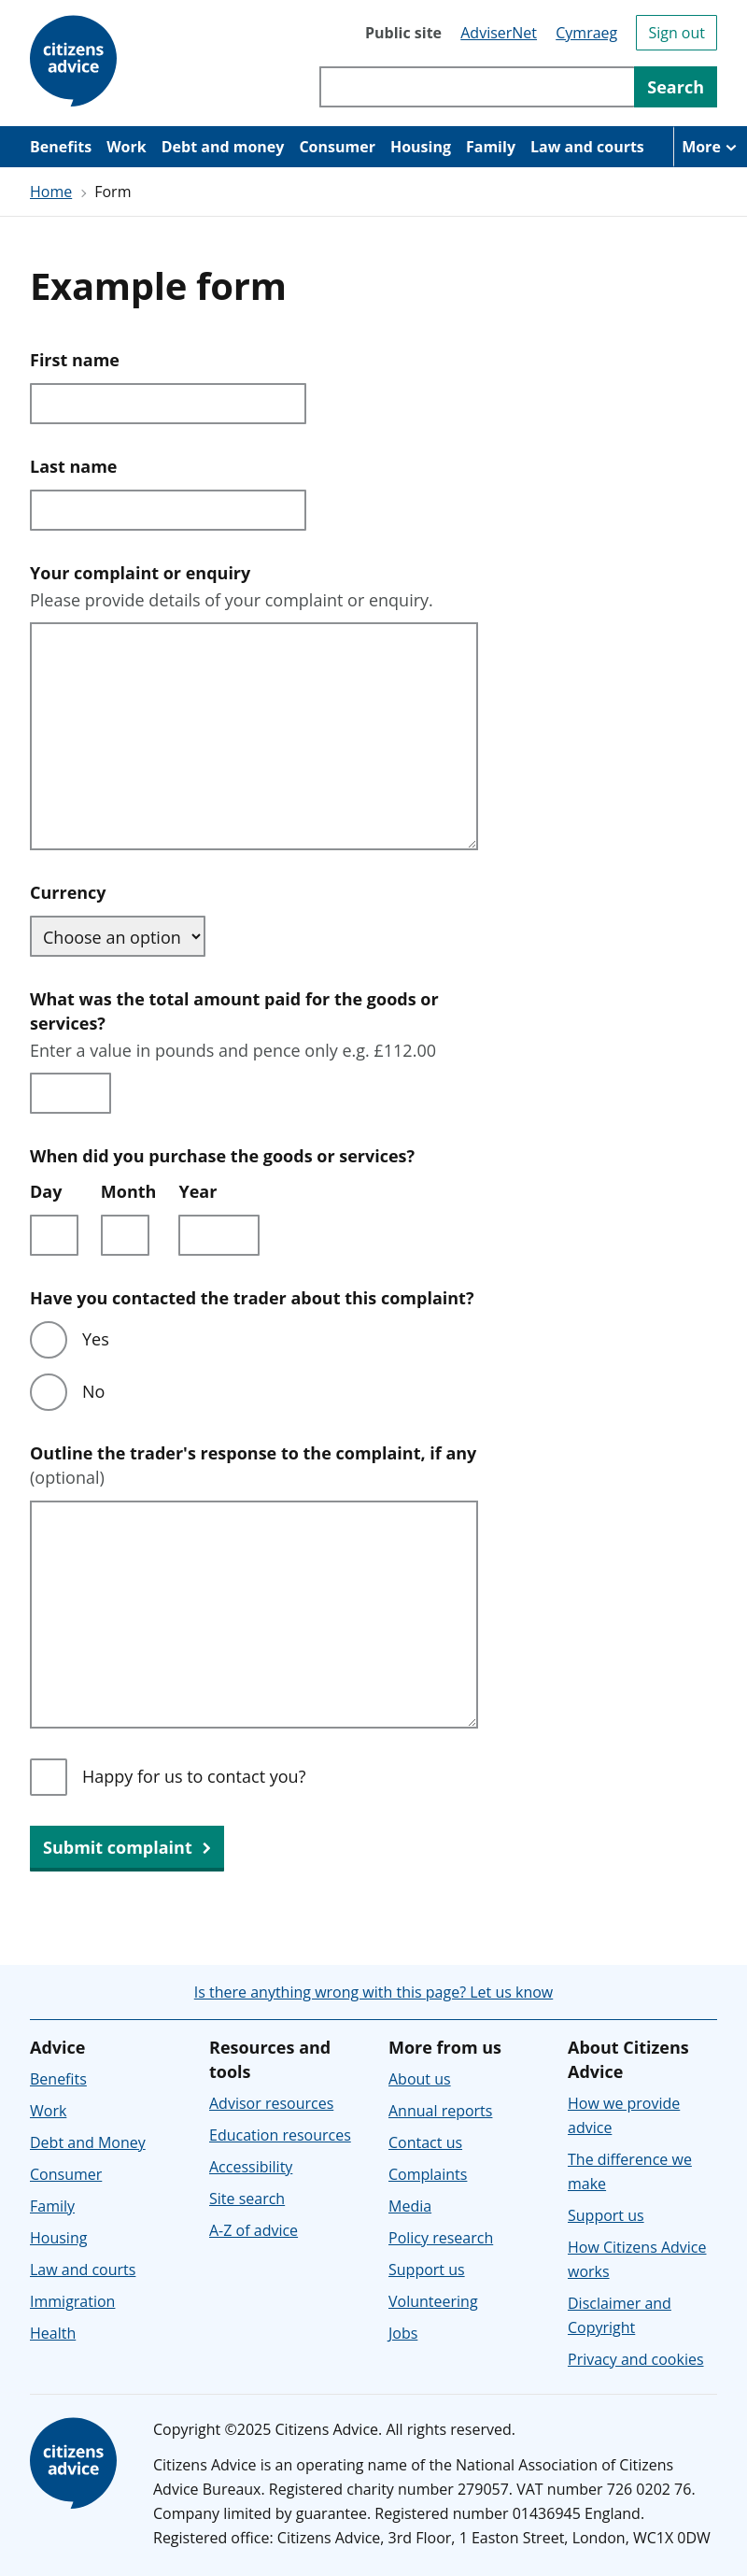 citizens
advice
Public site AdviserNet Cymraeg Sign out
Search
Benefits Work Debt and money Consumer Housing Family Law and courts More
Home Form
Example form
First name
Last name
Your complaint or enquiry
Please provide details of your complaint or enquiry.
Currency
Choose an option
What was the total amount paid for the goods or
services?
Enter a value in pounds and pence only e.g. £112.00
When did you purchase the goods or services?
Day Month Year
Have you contacted the trader about this complaint?
Yes
No
Outline the trader's response to the complaint, if any
(optional)
Happy for us to contact you?
Submit complaint
Is there anything wrong with this page? Let us know
Advice
Benefits
Work
Debt and Money
Consumer
Family
Housing
Law and courts
Immigration
Health
Resources and
tools
Advisor resources
Education resources
Accessibility
Site search
A-Z of advice
More from us
About us
Annual reports
Contact us
Complaints
Media
Policy research
Support us
Volunteering
Jobs
About Citizens
Advice
How we provide
advice
The difference we
make
Support us
How Citizens Advice
works
Disclaimer and
Copyright
Privacy and cookies
citizens
advice
Copyright ©2025 Citizens Advice. All rights reserved.
Citizens Advice is an operating name of the National Association of Citizens
Advice Bureaux. Registered charity number 279057. VAT number 726 0202 76.
Company limited by guarantee. Registered number 01436945 England.
Registered office: Citizens Advice, 3rd Floor, 1 Easton Street, London, WC1X 0DW